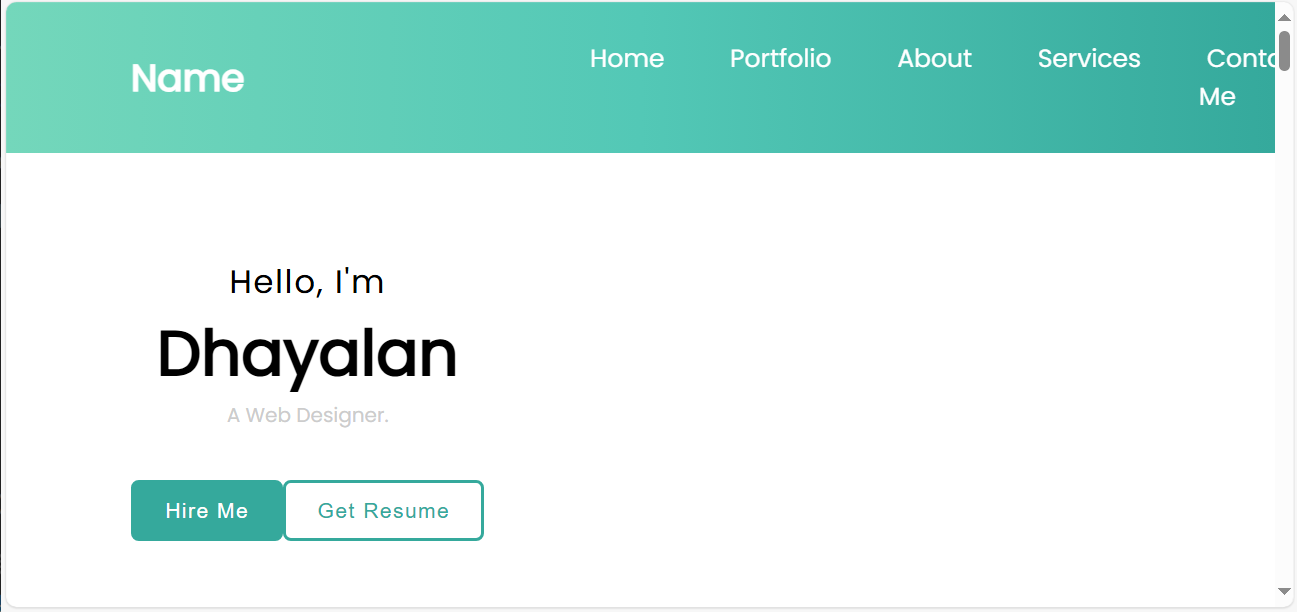 Name
Home Portfolio About Services
Me
Hello, I'm
Dhayalan
A Web Designer.
Hire Me Get Resume